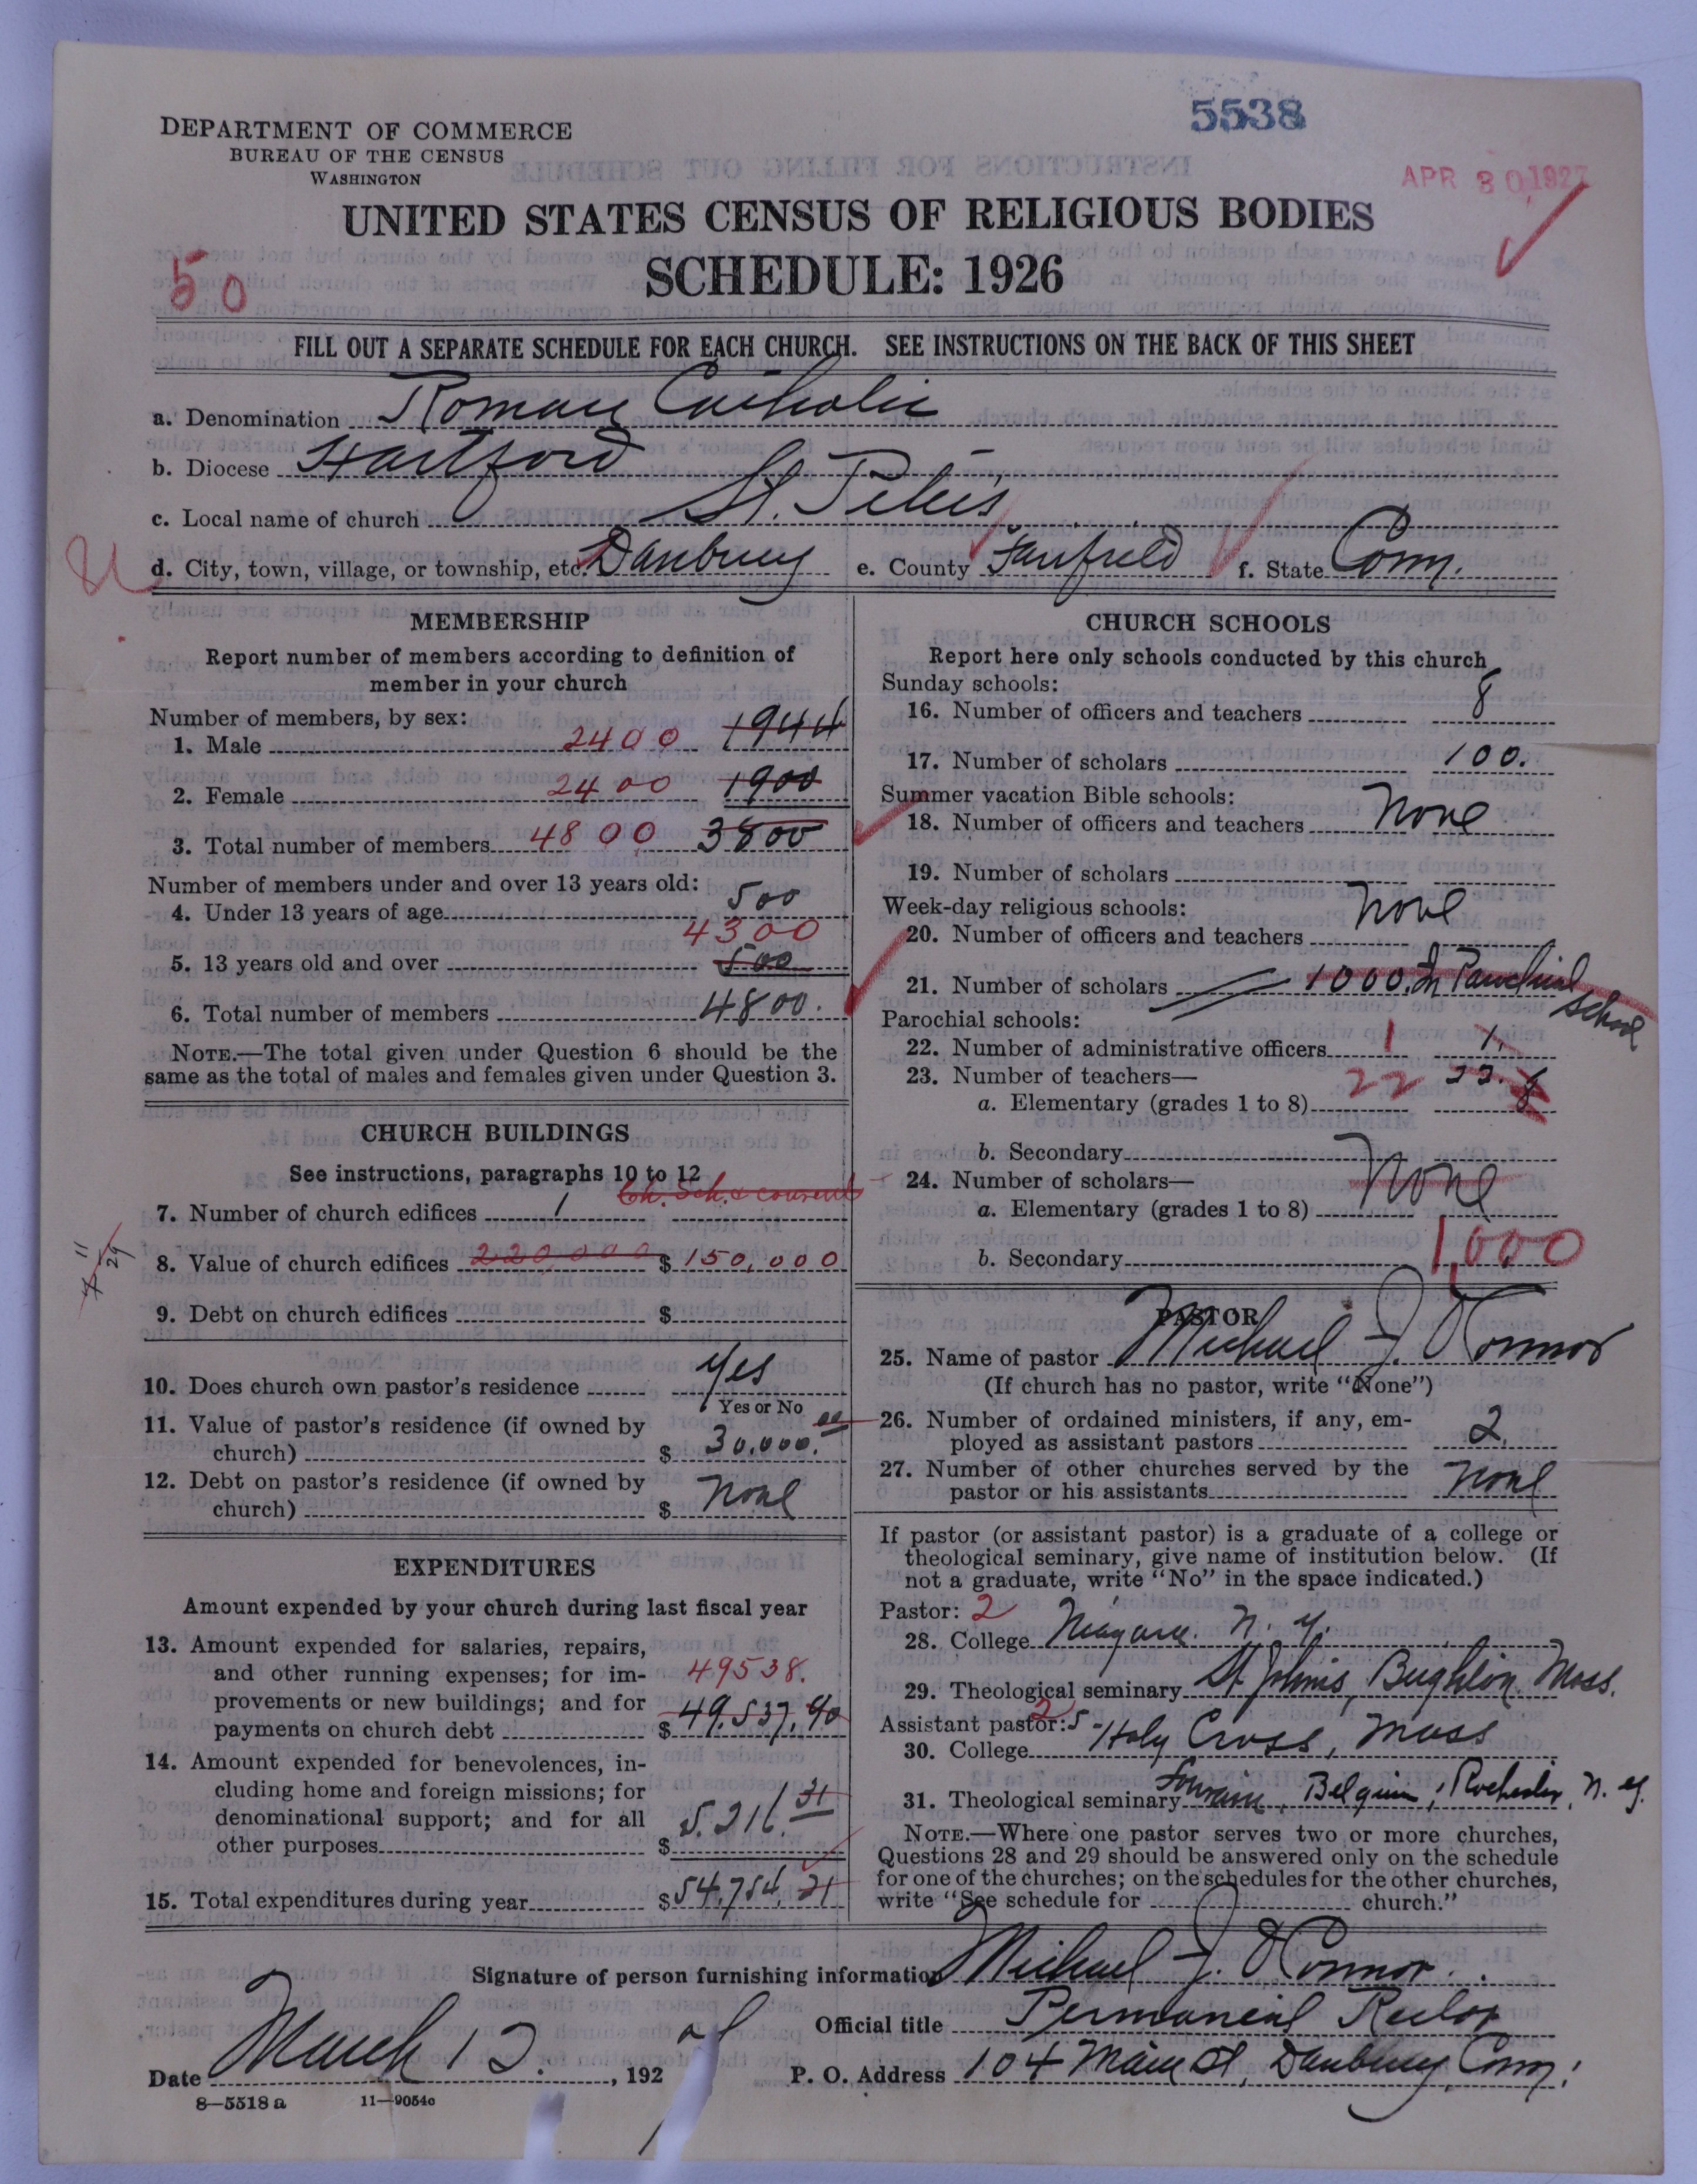 5538
DEPARTMENT OF COMMERCE
BUREAU OF THE CENSUS
WASHINGTON
APR 30 1927
UNITED STATES CENSUS OF RELIGIOUS BODIES
SCHEDULE: 1926
50
FILL OUT A SEPARATE SCHEDULE FOR EACH CHURCH. SEE INSTRUCTIONS ON THE BACK OF THIS SHEET
a. Denomination Roman Catholic
b. Diocese Hartford
c. Local name of church St. Peter's
d. City, town, village, or township, etc. Danbury e. County Fairfield f. State Conn.
MEMBERSHIP
Report number of members according to definition of
member in your church
Number of members, by sex:
1. Male 2400 1944
2. Female 2400 1900
3. Total number of members 4800 3800
Number of members under and over 13 years old:
4. Under 13 years of age 500
4300
5. 13 years old and over 500
6. Total number of members 4800.
NOTE.—The total given under Question 6 should be the
same as the total of males and females given under Question 3.
CHURCH BUILDINGS
See instructions, paragraphs 10 to 12
Ch. Sch. & convent
7. Number of church edifices 1
8. Value of church edifices 220,000 $ 150,000
9. Debt on church edifices $
10. Does church own pastor's residence Yes
Yes or No
11. Value of pastor's residence (if owned by
church) $ 30,000.00
12. Debt on pastor's residence (if owned by
church) $ None
EXPENDITURES
Amount expended by your church during last fiscal year
13. Amount expended for salaries, repairs,
and other running expenses; for im- 49538.
provements or new buildings; and for
payments on church debt $ 49,537.90
14. Amount expended for benevolences, in-
cluding home and foreign missions; for
denominational support; and for all
other purposes $ 5,216.31
15. Total expenditures during year $ 54,754.21
CHURCH SCHOOLS
Report here only schools conducted by this church
Sunday schools:
16. Number of officers and teachers 8
17. Number of scholars 100.
Summer vacation Bible schools:
18. Number of officers and teachers None
19. Number of scholars
Week-day religious schools:
20. Number of officers and teachers None
21. Number of scholars 1000. In Parochial School
Parochial schools:
22. Number of administrative officers 1 1.
23. Number of teachers—
a. Elementary (grades 1 to 8) 22 22. 8
b. Secondary
24. Number of scholars—
a. Elementary (grades 1 to 8) None
b. Secondary 1,000
PASTOR
25. Name of pastor Michael J. O'Connor
(If church has no pastor, write "None")
26. Number of ordained ministers, if any, em-
ployed as assistant pastors 2.
27. Number of other churches served by the
pastor or his assistants None
If pastor (or assistant pastor) is a graduate of a college or
theological seminary, give name of institution below. (If
not a graduate, write "No" in the space indicated.)
Pastor: 2
28. College Niagara. N. Y.
29. Theological seminary St Johns, Brighton Mass.
Assistant pastor: 2
30. College Holy Cross, Mass
31. Theological seminary Louvain, Belgium, Rochester, N. Y.
NOTE.—Where one pastor serves two or more churches,
Questions 28 and 29 should be answered only on the schedule
for one of the churches; on the schedules for the other churches,
write "See schedule for church."
Signature of person furnishing information Michael J. O'Connor.
Official title Permanent Rector
Date March 12., 192 P. O. Address 104 Main St, Danbury, Conn.
8—5518 a 11—9054c